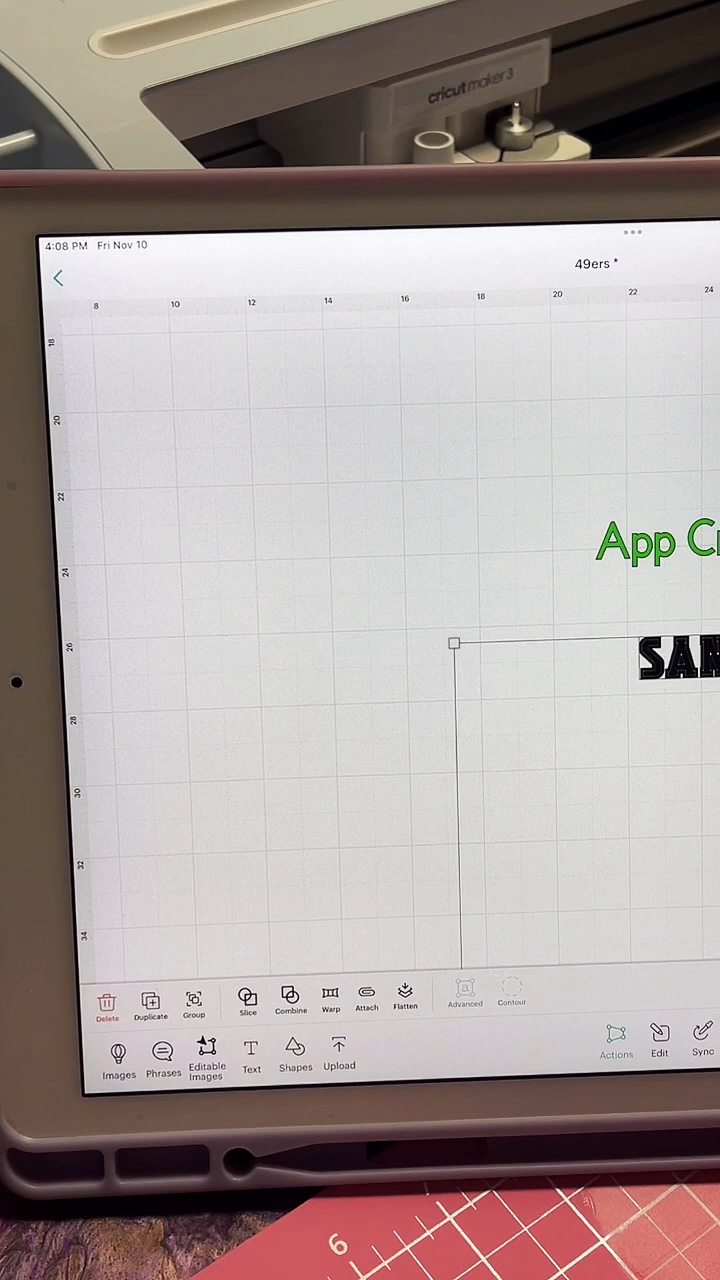 cricut maker 3
4:08 PM Fri Nov 10
49ers *
8 10 12 14 16 18 20 22 24
18
20
22
24
26
28
30
32
34
App
SAN
Delete Duplicate Group Slice Combine Warp Attach Flatten Advanced Contour
Images Phrases Editable Images Text Shapes Upload Actions Edit Sync
6